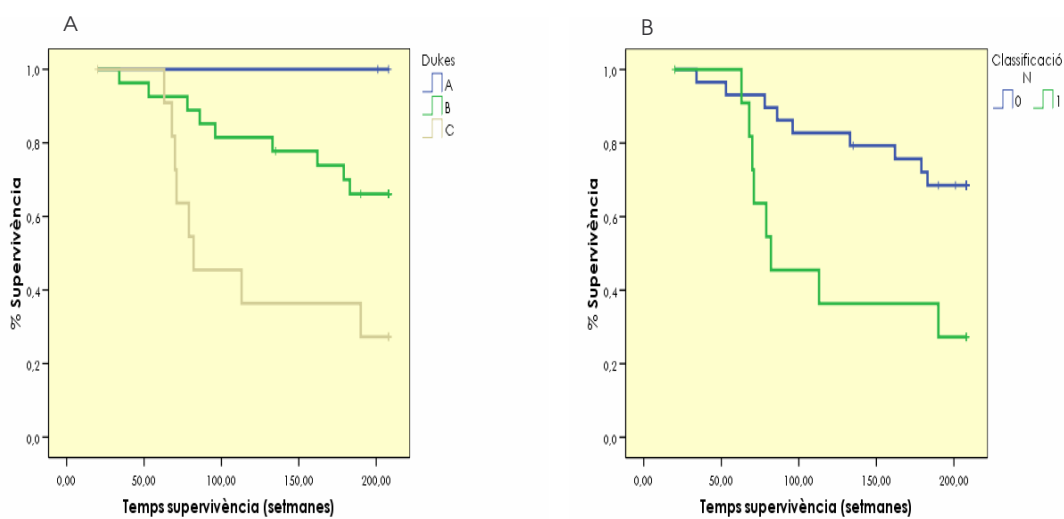 A
Dukes
A
B
C
% Supervivència
1,0
0,8
0,6
0,4
0,2
0,0
0,00 50,00 100,00 150,00 200,00
Temps supervivència (setmanes)
B
Classificació
N
0 1
% Supervivència
1,0
0,8
0,6
0,4
0,2
0,0
0,00 50,00 100,00 150,00 200,00
Temps supervivència (setmanes)